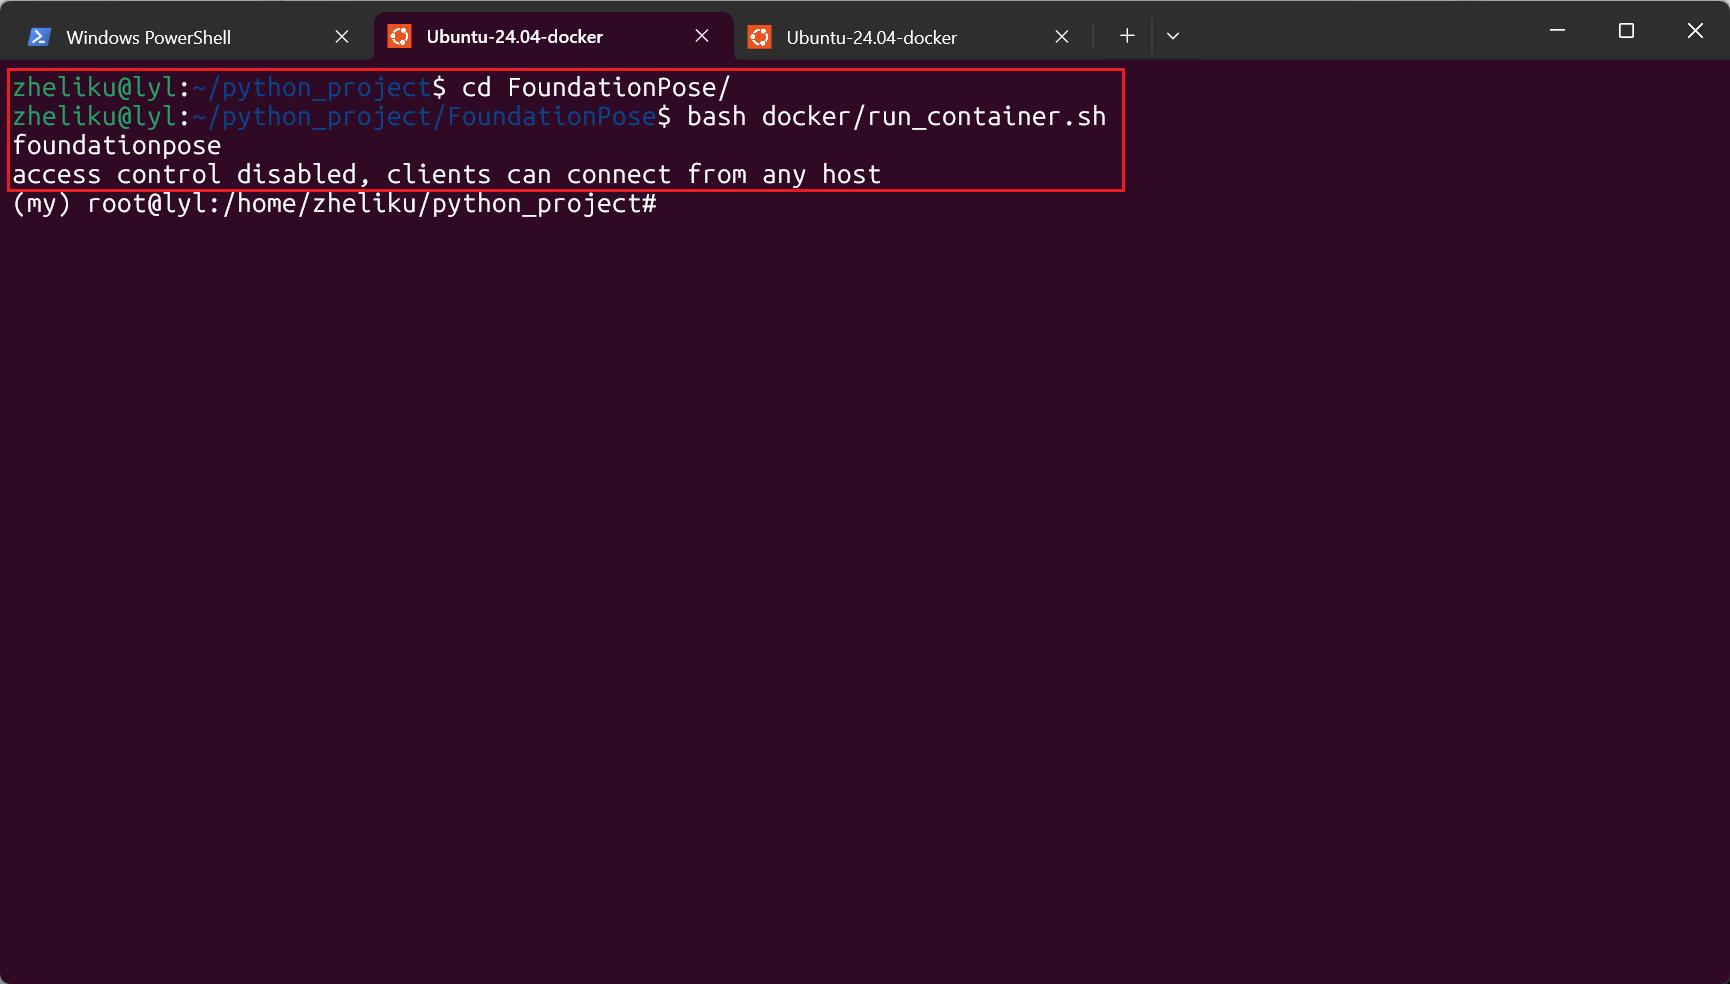 Windows PowerShell
Ubuntu-24.04-docker
Ubuntu-24.04-docker
zheliku@lyl:~/python_project$ cd FoundationPose/
zheliku@lyl:~/python_project/FoundationPose$ bash docker/run_container.sh
foundationpose
access control disabled, clients can connect from any host
(my) root@lyl:/home/zheliku/python_project#